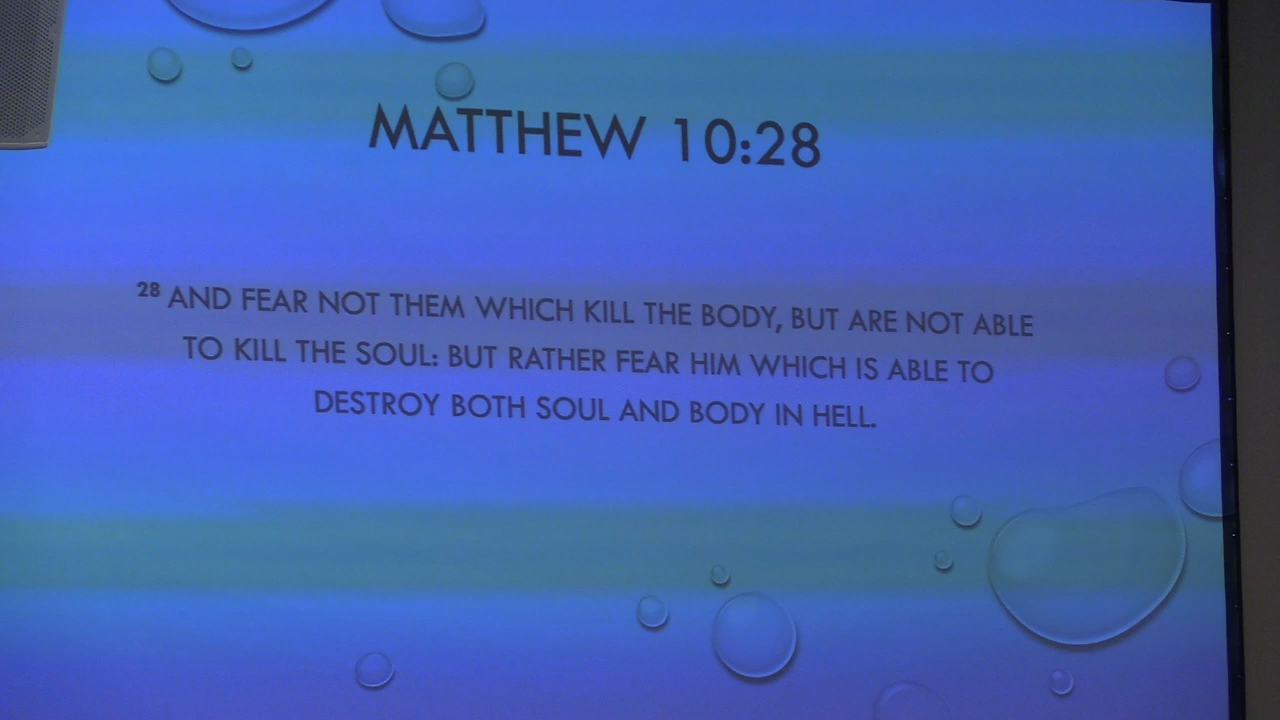 MATTHEW 10:28
28 AND FEAR NOT THEM WHICH KILL THE BODY, BUT ARE NOT ABLE
TO KILL THE SOUL: BUT RATHER FEAR HIM WHICH IS ABLE TO
DESTROY BOTH SOUL AND BODY IN HELL.